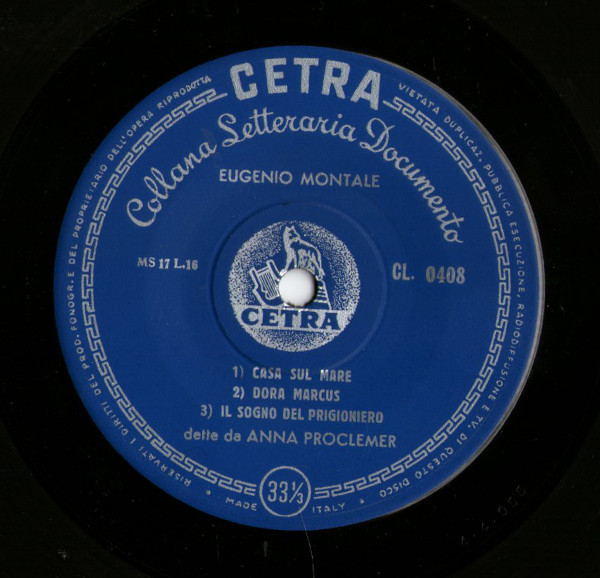 CETRA
Collana Letteraria Documento
EUGENIO MONTALE
MS 17 L.16
CL. 0408
CETRA
1) CASA SUL MARE
2) DORA MARCUS
3) IL SOGNO DEL PRIGIONIERO
dette da ANNA PROCLEMER
33⅓
MADE ITALY
RISERVATI I DIRITTI DEL PROD. FONOGR. E DEL PROPRIETARIO DELL'OPERA RIPRODOTTA
VIETATA DUPLICAZ. PUBBLICA ESECUZIONE, RADIODIFFUSIONE E TV. DI QUESTO DISCO